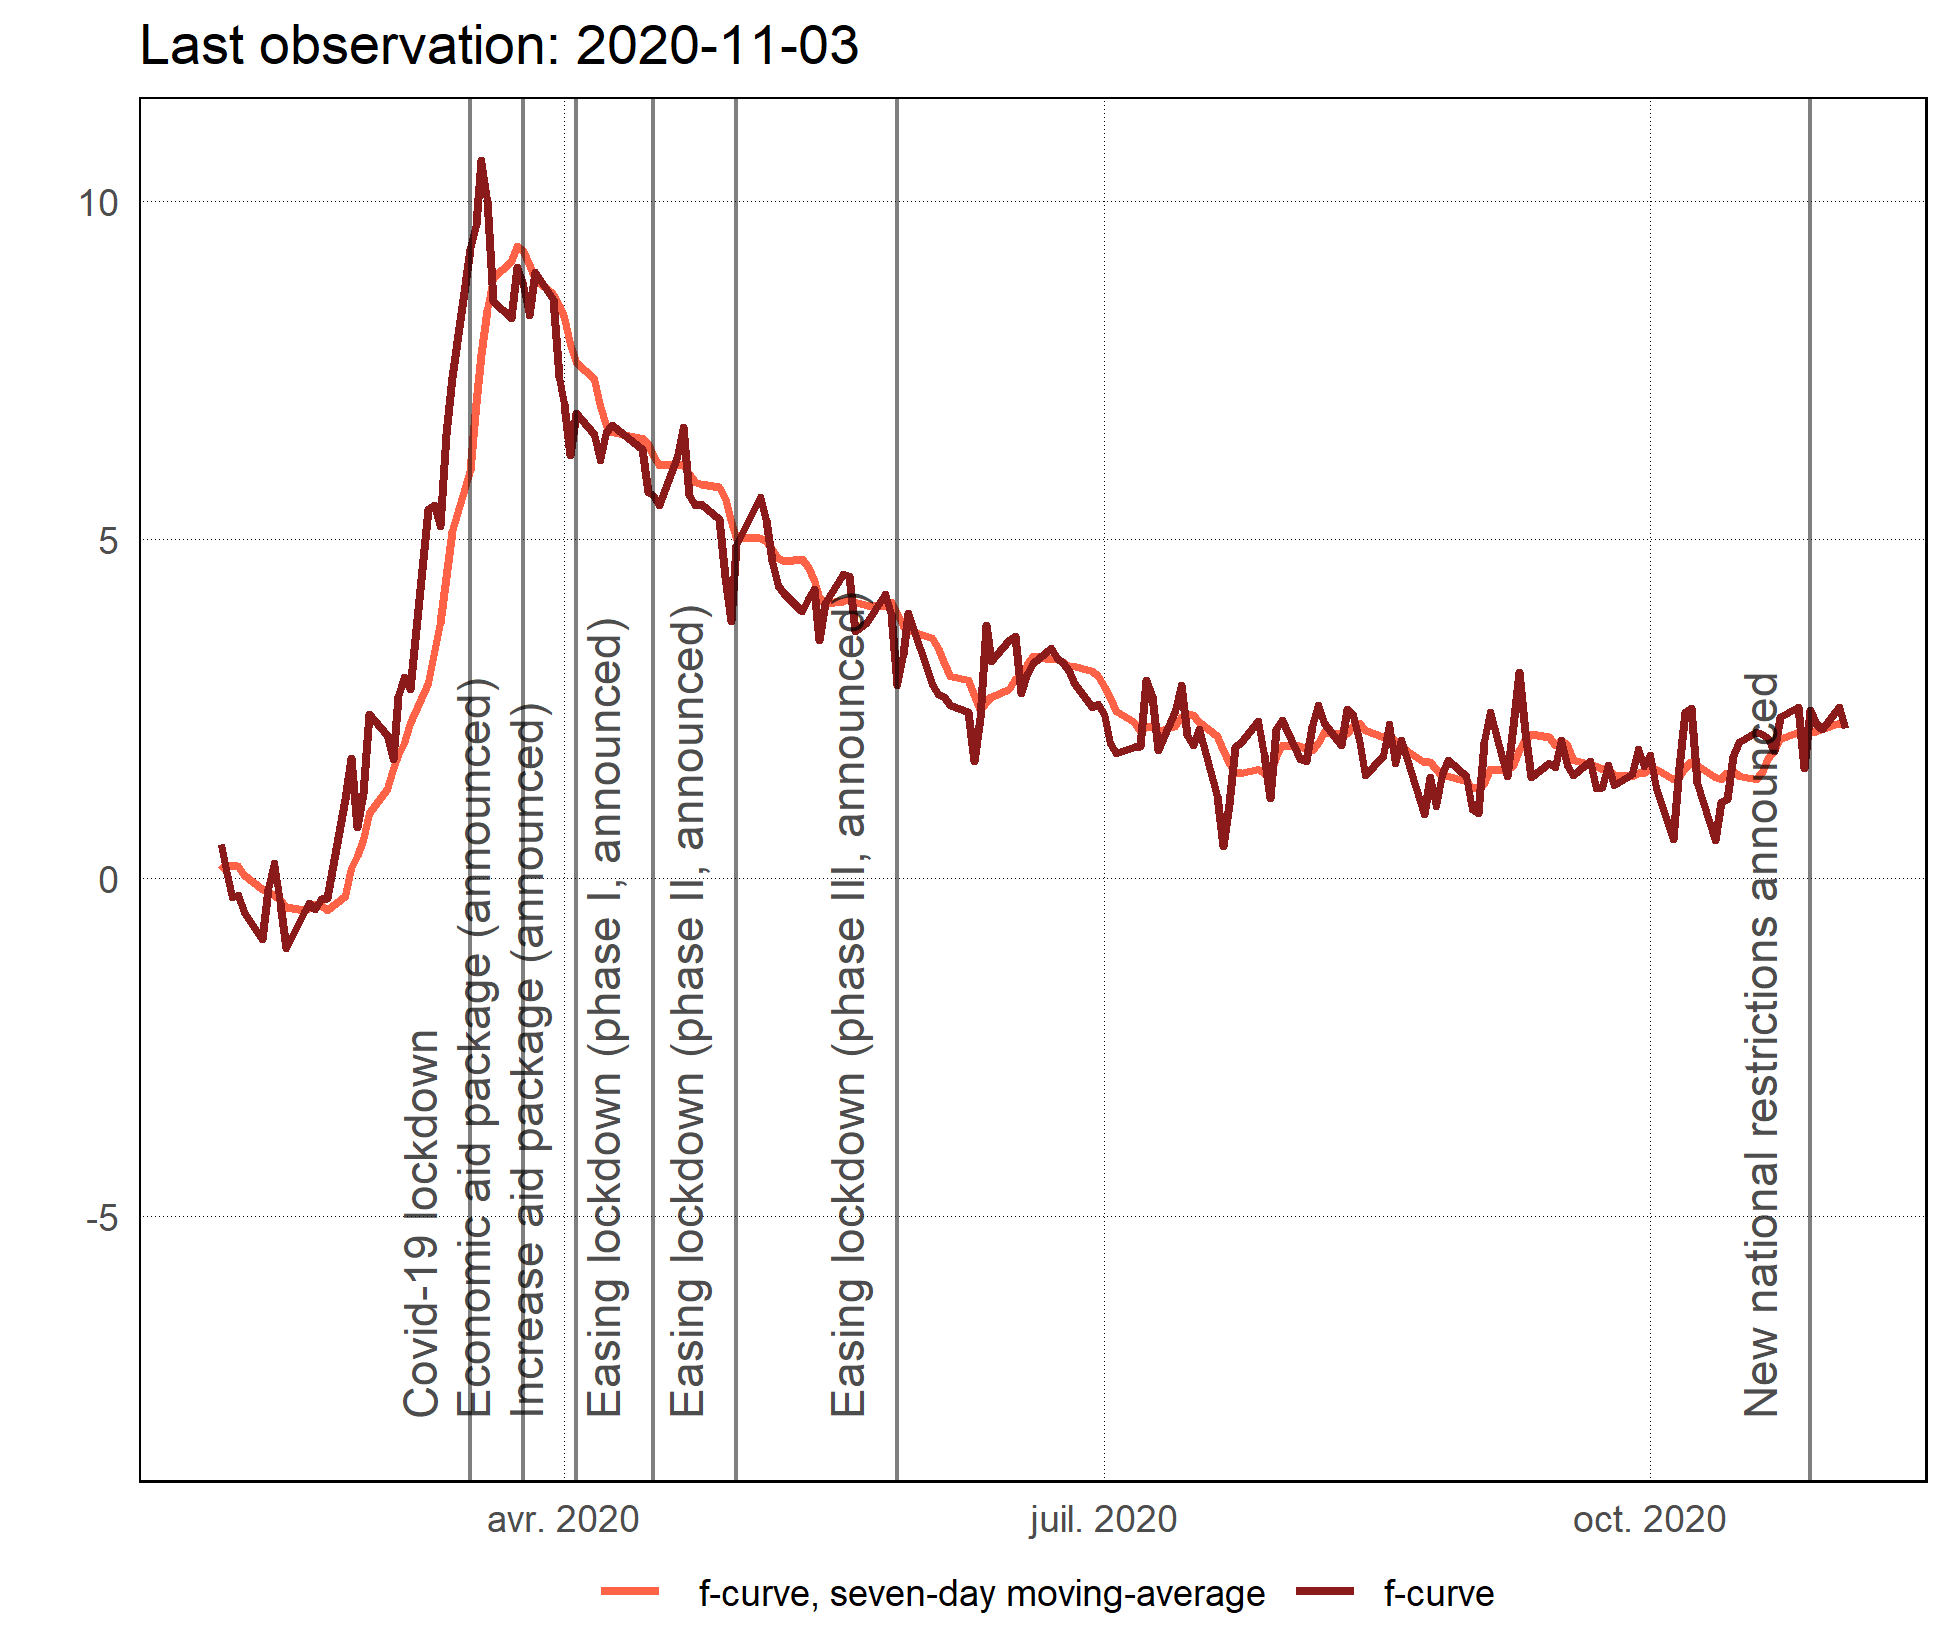 Last observation: 2020-11-03
10
5
0
-5
Covid-19 lockdown
Economic aid package (announced)
Increase aid package (announced)
Easing lockdown (phase I, announced)
Easing lockdown (phase II, announced)
Easing lockdown (phase III, announced)
New national restrictions announced
avr. 2020
juil. 2020
oct. 2020
f-curve, seven-day moving-average
f-curve